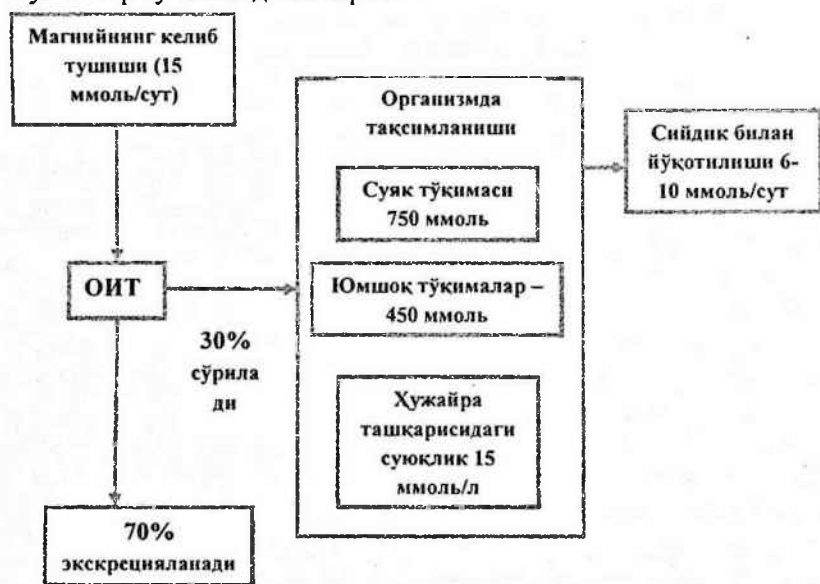 Магнийнинг келиб
тушиши (15
ммоль/сут)
Организмда
тақсимланиши
Сийдик билан
йўқотилиши 6-
10 ммоль/сут
Суяк тўқимаси
750 ммоль
ОИТ
Юмшоқ тўқималар –
450 ммоль
30%
сўрила
ди
Ҳужайра
ташқарисидаги
суюқлик 15
ммоль/л
70%
экскрецияланади